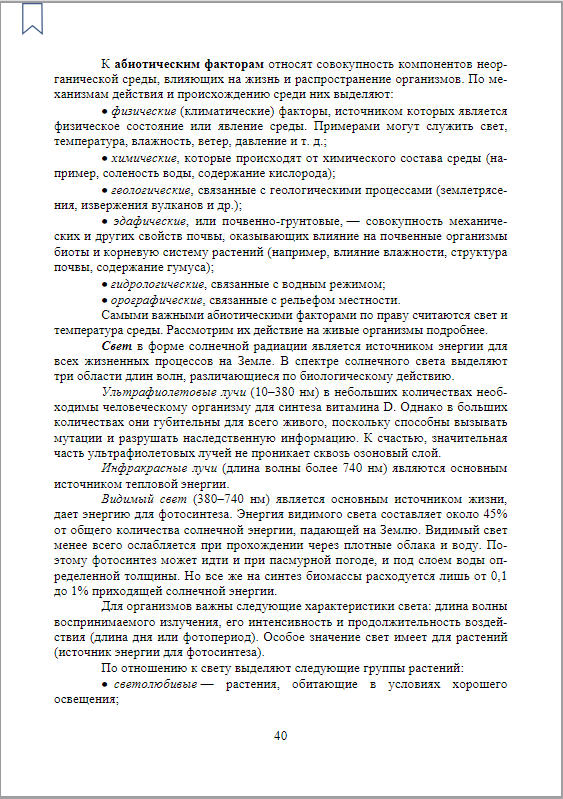 К абиотическим факторам относят совокупность компонентов неор-
ганической среды, влияющих на жизнь и распространение организмов. По ме-
ханизмам действия и происхождению среди них выделяют:
• физические (климатические) факторы, источником которых является
физическое состояние или явление среды. Примерами могут служить свет,
температура, влажность, ветер, давление и т. д.;
• химические, которые происходят от химического состава среды (на-
пример, соленость воды, содержание кислорода);
• геологические, связанные с геологическими процессами (землетрясе-
ния, извержения вулканов и др.);
• эдафические, или почвенно-грунтовые, — совокупность механиче-
ских и других свойств почвы, оказывающих влияние на почвенные организмы
биоты и корневую систему растений (например, влияние влажности, структура
почвы, содержание гумуса);
• гидрологические, связанные с водным режимом;
• орографические, связанные с рельефом местности.
Самыми важными абиотическими факторами по праву считаются свет и
температура среды. Рассмотрим их действие на живые организмы подробнее.
Свет в форме солнечной радиации является источником энергии для
всех жизненных процессов на Земле. В спектре солнечного света выделяют
три области длин волн, различающиеся по биологическому действию.
Ультрафиолетовые лучи (10–380 нм) в небольших количествах необ-
ходимы человеческому организму для синтеза витамина D. Однако в больших
количествах они губительны для всего живого, поскольку способны вызывать
мутации и разрушать наследственную информацию. К счастью, значительная
часть ультрафиолетовых лучей не проникает сквозь озоновый слой.
Инфракрасные лучи (длина волны более 740 нм) являются основным
источником тепловой энергии.
Видимый свет (380–740 нм) является основным источником жизни,
дает энергию для фотосинтеза. Энергия видимого света составляет около 45%
от общего количества солнечной энергии, падающей на Землю. Видимый свет
менее всего ослабляется при прохождении через плотные облака и воду. По-
этому фотосинтез может идти и при пасмурной погоде, и под слоем воды оп-
ределенной толщины. Но все же на синтез биомассы расходуется лишь от 0,1
до 1% приходящей солнечной энергии.
Для организмов важны следующие характеристики света: длина волны
воспринимаемого излучения, его интенсивность и продолжительность воздей-
ствия (длина дня или фотопериод). Особое значение свет имеет для растений
(источник энергии для фотосинтеза).
По отношению к свету выделяют следующие группы растений:
• светолюбивые — растения, обитающие в условиях хорошего
освещения;
40